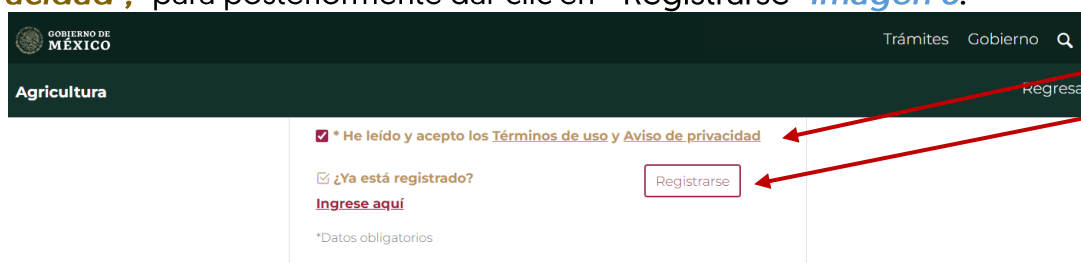 acidad", para posteriormente dar clic en "Registrarse" imagen 6.
GOBIERNO DE
MÉXICO
Trámites Gobierno
Agricultura
Regresa
* He leído y acepto los Términos de uso y Aviso de privacidad
¿Ya está registrado?
Registrarse
Ingrese aquí
*Datos obligatorios